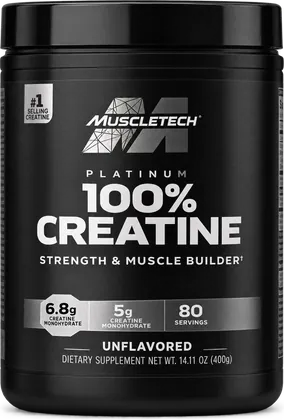 #1
SELLING
CREATINE
MUSCLETECH®
PLATINUM
100%
CREATINE
STRENGTH & MUSCLE BUILDER†
6.8g
CREATINE
MONOHYDRATE
5g
CREATINE
MONOHYDRATE
80
SERVINGS
UNFLAVORED
DIETARY SUPPLEMENT NET WT. 14.11 OZ (400g)